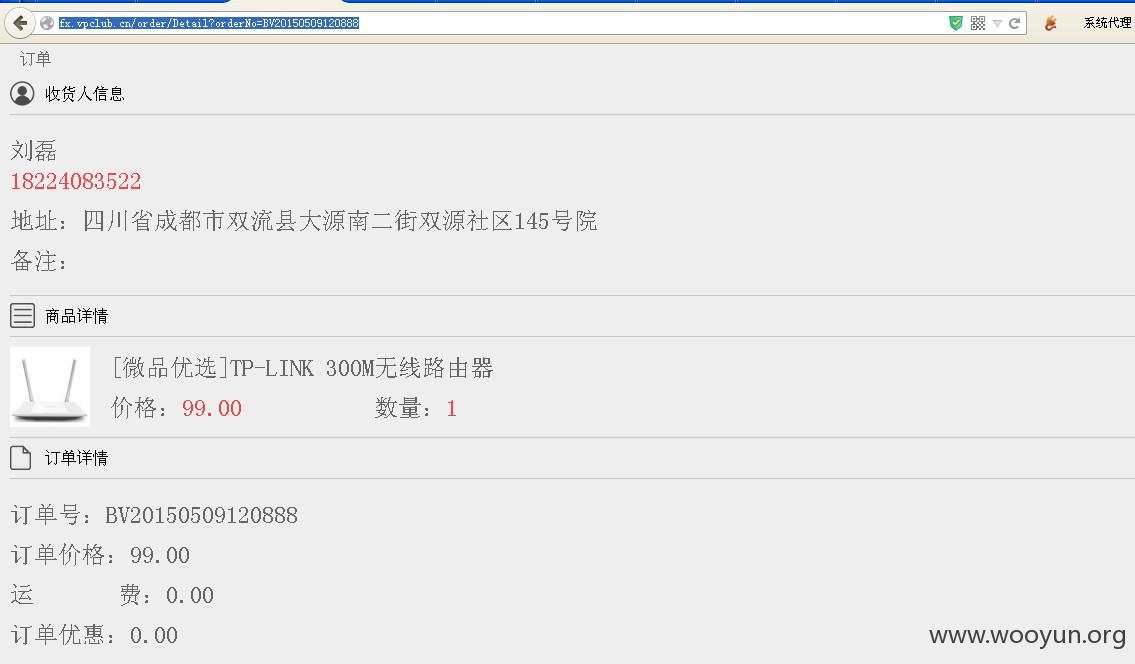 fx.vpclub.cn/order/Detail?orderNo=BV20150509120888
系统代理
订单
收货人信息
刘磊
18224083522
地址：四川省成都市双流县大源南二街双源社区145号院
备注：
商品详情
[微品优选]TP-LINK 300M无线路由器
价格：99.00 数量：1
订单详情
订单号：BV20150509120888
订单价格：99.00
运 费：0.00
订单优惠：0.00
www.wooyun.org